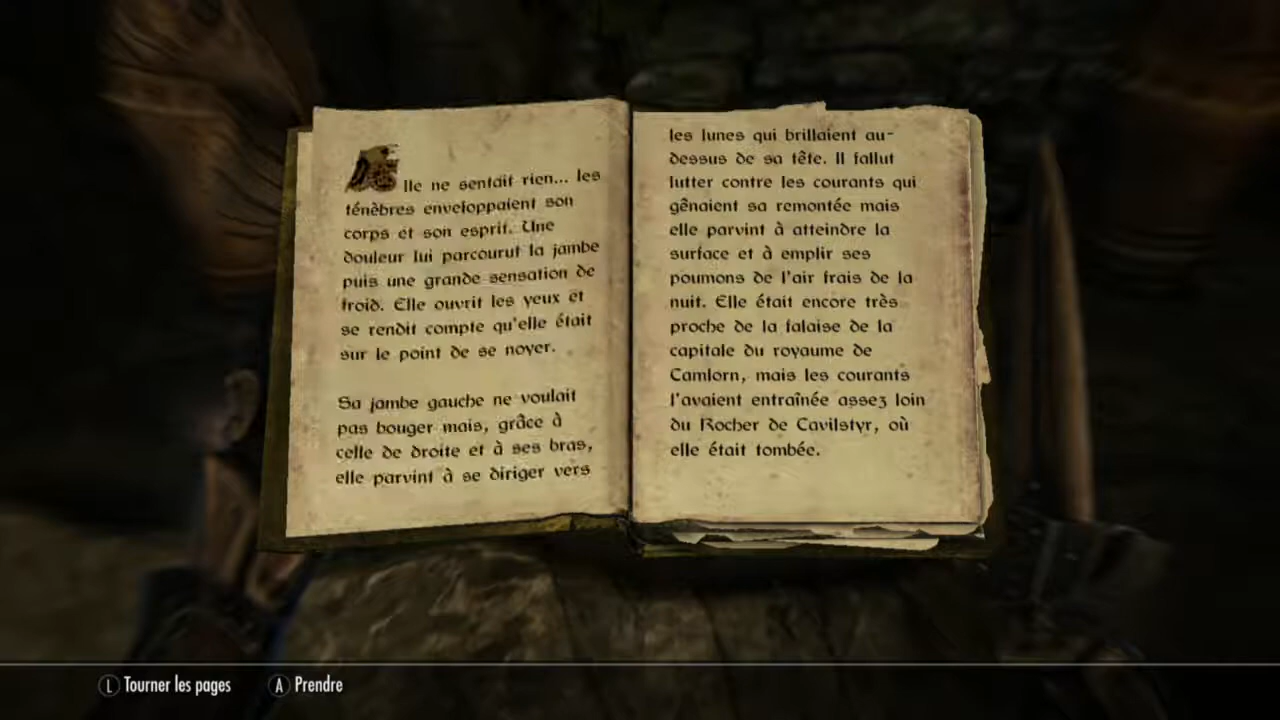 Elle ne sentait rien... les
ténèbres enveloppaient son
corps et son esprit. Une
douleur lui parcourut la jambe
puis une grande sensation de
froid. Elle ouvrit les yeux et
se rendit compte qu'elle était
sur le point de se noyer.
Sa jambe gauche ne voulait
pas bouger mais, grâce à
celle de droite et à ses bras,
elle parvint à se diriger vers
les lunes qui brillaient au-
dessus de sa tête. Il fallut
lutter contre les courants qui
gênaient sa remontée mais
elle parvint à atteindre la
surface et à emplir ses
poumons de l'air frais de la
nuit. Elle était encore très
proche de la falaise de la
capitale du royaume de
Camlorn, mais les courants
l'avaient entraînée assez loin
du Rocher de Cavilstyr, où
elle était tombée.
L Tourner les pages A Prendre